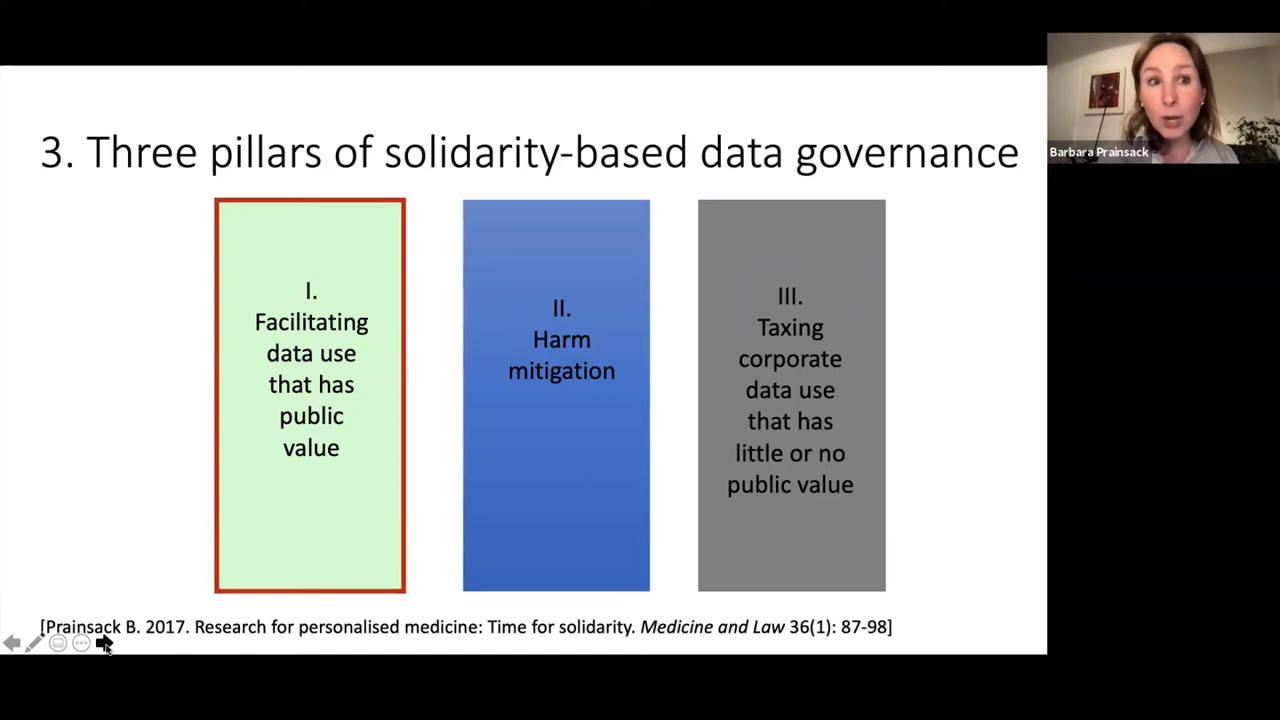 3. Three pillars of solidarity-based data governance
Barbara Prainsack
I.
Facilitating
data use
that has
public
value
II.
Harm
mitigation
III.
Taxing
corporate
data use
that has
little or no
public value
[Prainsack B. 2017. Research for personalised medicine: Time for solidarity. Medicine and Law 36(1): 87-98]